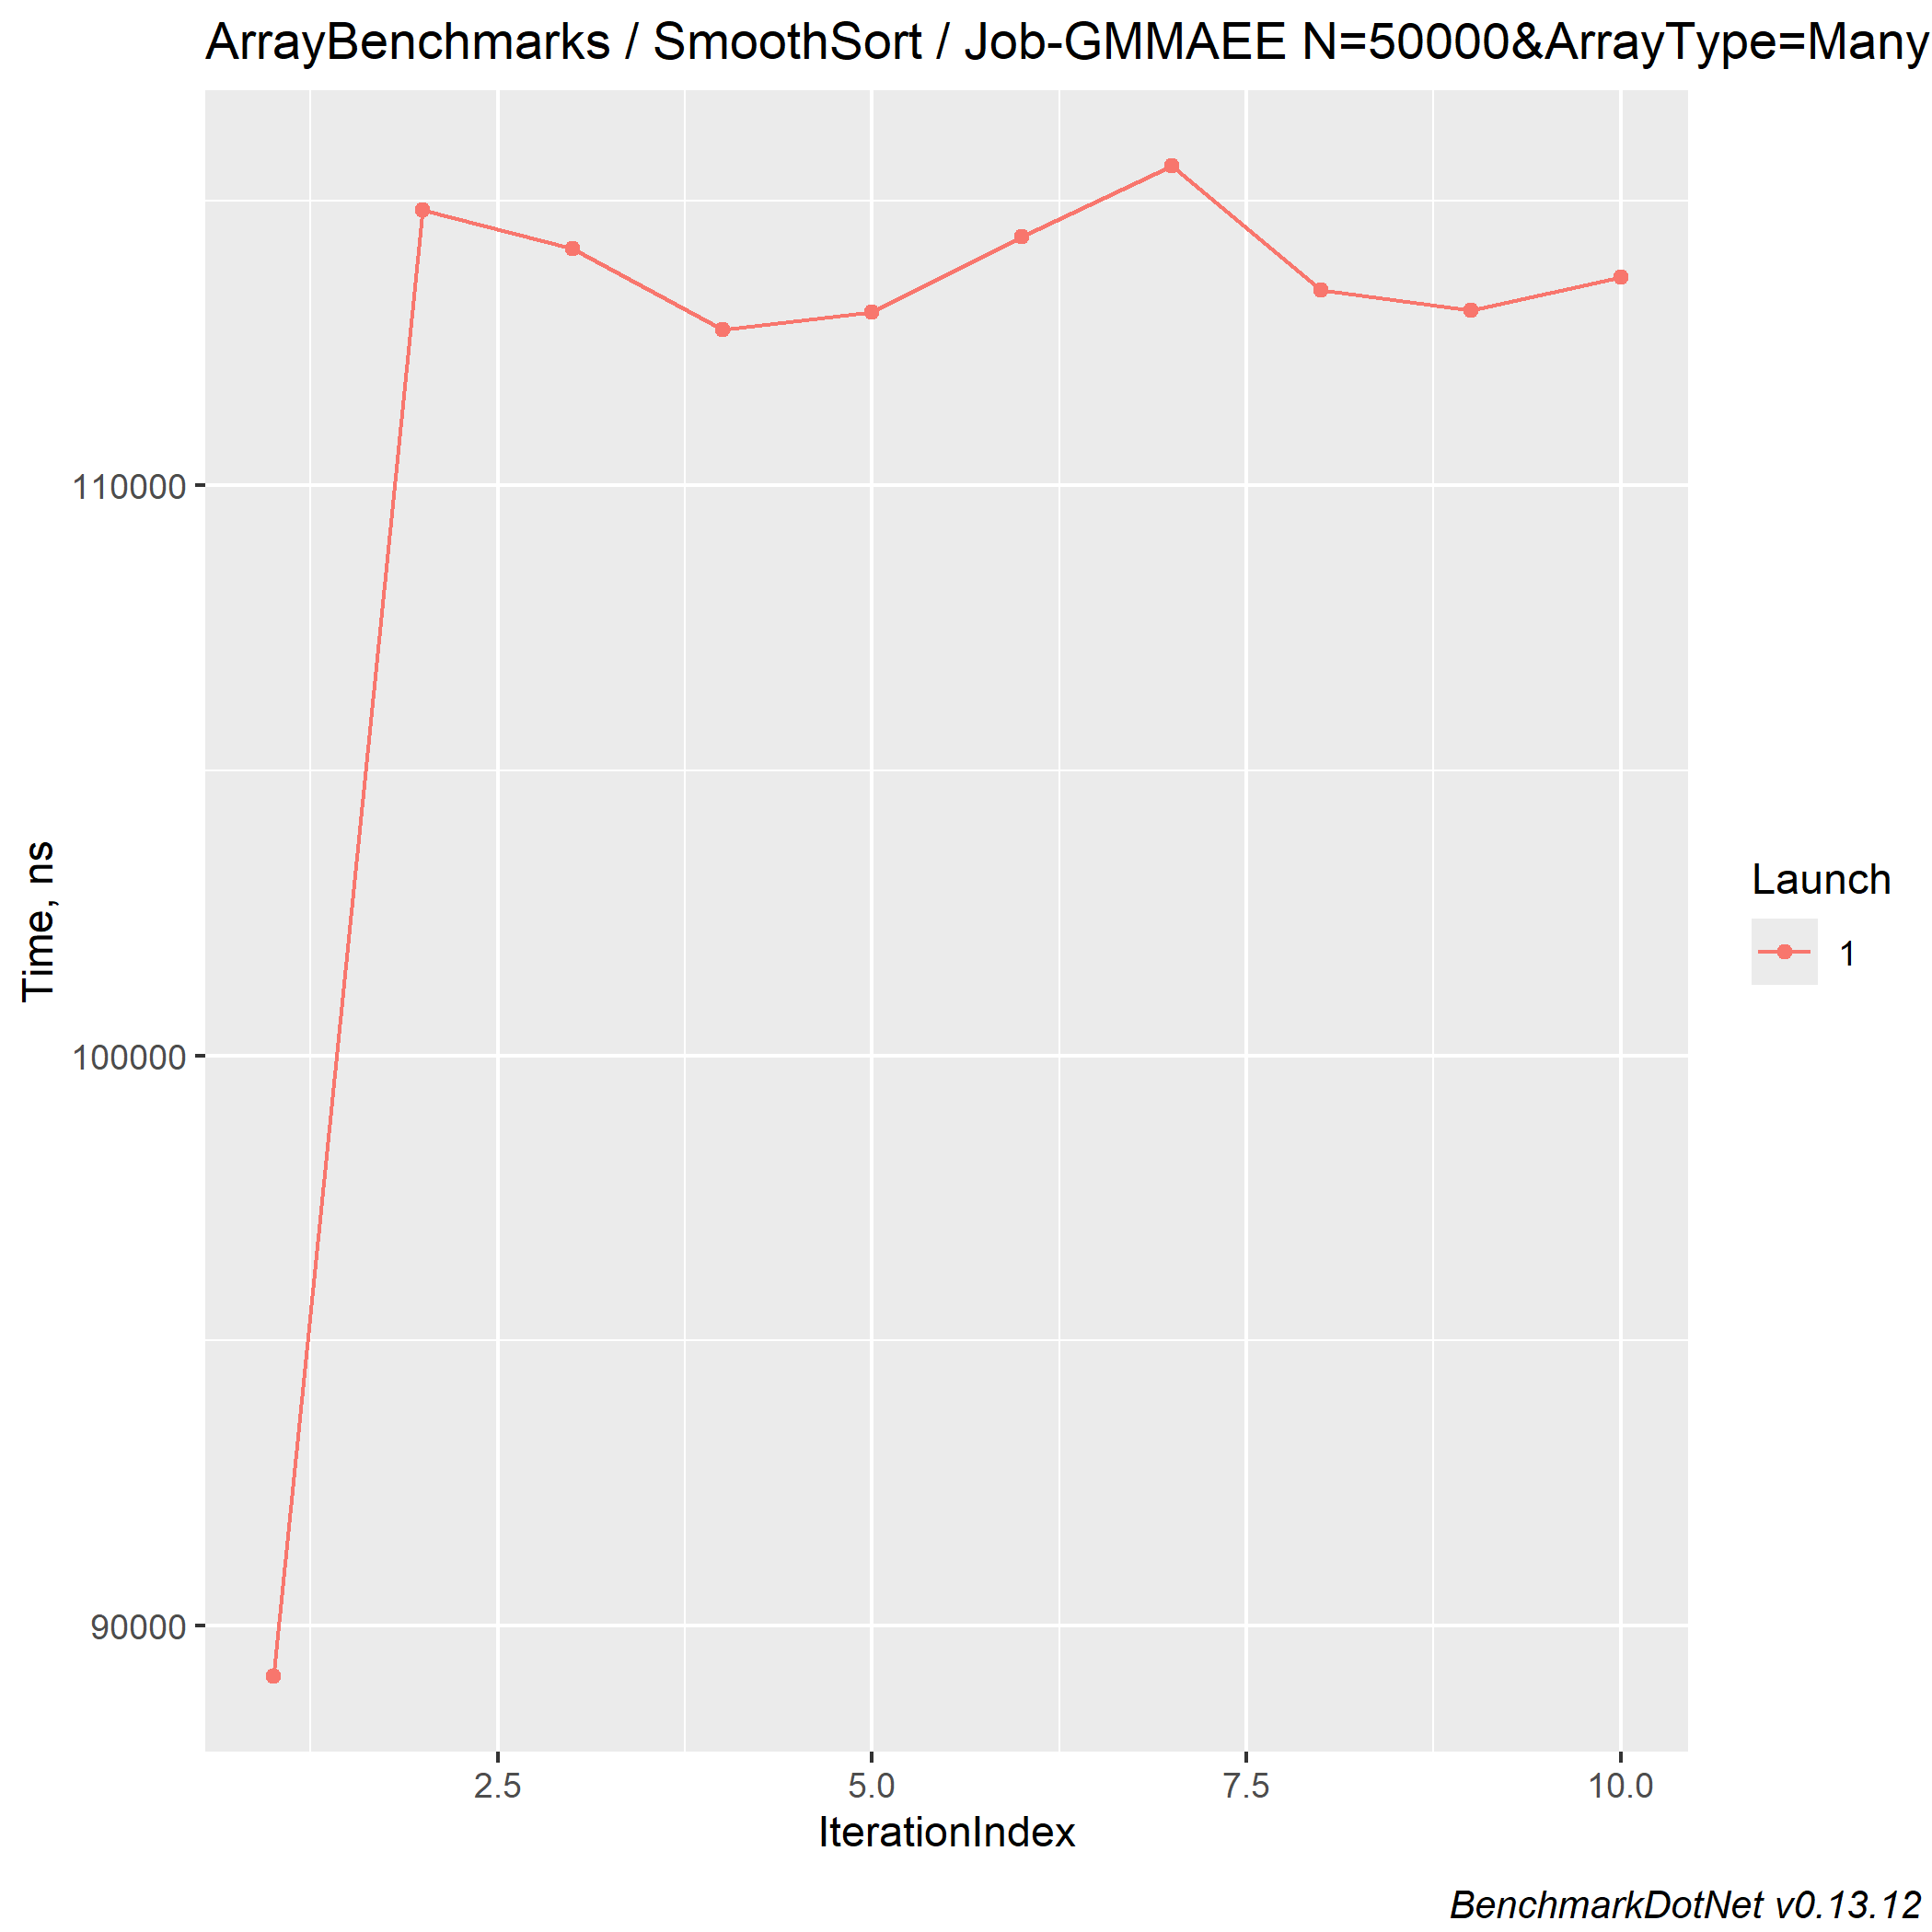 ArrayBenchmarks / SmoothSort / Job-GMMAEE N=50000&ArrayType=Many
110000
100000
90000
Time, ns
2.5 5.0 7.5 10.0
IterationIndex
Launch
1
BenchmarkDotNet v0.13.12